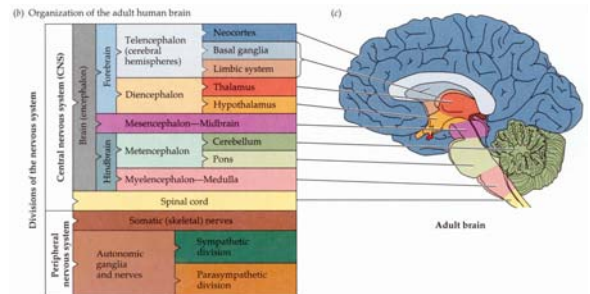 (b) Organization of the adult human brain
(c)
Divisions of the nervous system
Central nervous system (CNS)
Brain (encephalon)
Forebrain
Telencephalon
(cerebral
hemispheres)
Neocortex
Basal ganglia
Limbic system
Diencephalon
Thalamus
Hypothalamus
Mesencephalon—Midbrain
Hindbrain
Metencephalon
Cerebellum
Pons
Myelencephalon—Medulla
Spinal cord
Peripheral
nervous system
Somatic (skeletal) nerves
Autonomic
ganglia
and nerves
Sympathetic
division
Parasympathetic
division
Adult brain